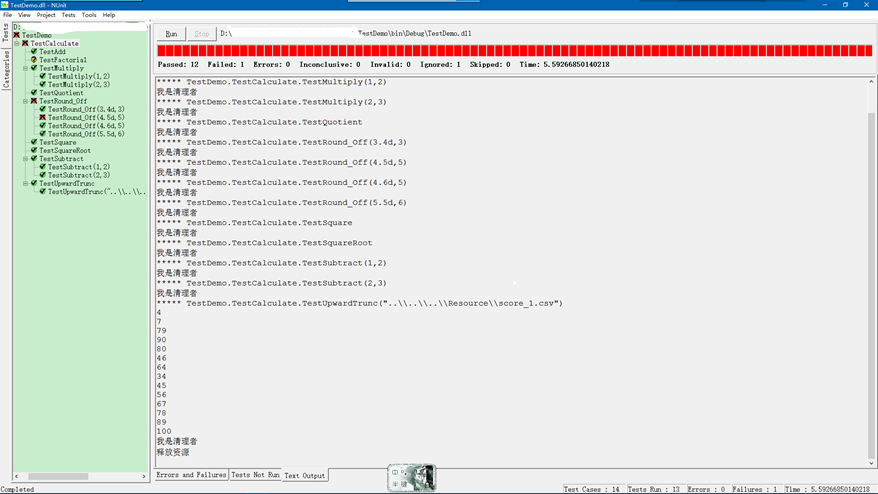 TestDemo.dll - NUnit
File View Project Tests Tools Help
Tests
Categories
D:
TestDemo
TestCalculate
TestAdd
TestFactorial
TestMultiply
TestMultiply(1,2)
TestMultiply(2,3)
TestQuotient
TestRound_Off
TestRound_Off(3.4d,3)
TestRound_Off(4.5d,5)
TestRound_Off(4.6d,5)
TestRound_Off(5.5d,6)
TestSquare
TestSquareRoot
TestSubtract
TestSubtract(1,2)
TestSubtract(2,3)
TestUpwardTrunc
TestUpwardTrunc("..\\..\\..
Run Stop D:\ TestDemo\bin\Debug\TestDemo.dll
Passed: 12 Failed: 1 Errors: 0 Inconclusive: 0 Invalid: 0 Ignored: 1 Skipped: 0 Time: 5.59266850140218
***** TestDemo.TestCalculate.TestMultiply(1,2)
我是清理者
***** TestDemo.TestCalculate.TestMultiply(2,3)
我是清理者
***** TestDemo.TestCalculate.TestQuotient
我是清理者
***** TestDemo.TestCalculate.TestRound_Off(3.4d,3)
我是清理者
***** TestDemo.TestCalculate.TestRound_Off(4.5d,5)
我是清理者
***** TestDemo.TestCalculate.TestRound_Off(4.6d,5)
我是清理者
***** TestDemo.TestCalculate.TestRound_Off(5.5d,6)
我是清理者
***** TestDemo.TestCalculate.TestSquare
我是清理者
***** TestDemo.TestCalculate.TestSquareRoot
我是清理者
***** TestDemo.TestCalculate.TestSubtract(1,2)
我是清理者
***** TestDemo.TestCalculate.TestSubtract(2,3)
我是清理者
***** TestDemo.TestCalculate.TestUpwardTrunc("..\\..\\..\\Resource\\score_1.csv")
4
7
79
90
80
46
64
34
45
56
67
78
89
100
我是清理者
释放资源
Errors and Failures Tests Not Run Text Output
Completed Test Cases : 14 Tests Run : 13 Errors : 0 Failures : 1 Time : 5.59266850140218